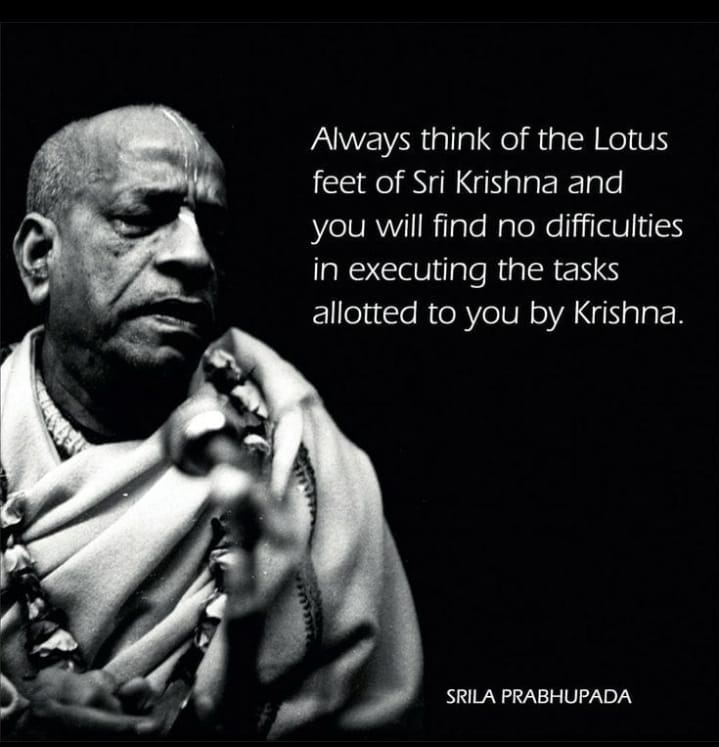 Always think of the Lotus
feet of Sri Krishna and
you will find no difficulties
in executing the tasks
allotted to you by Krishna.
SRILA PRABHUPADA